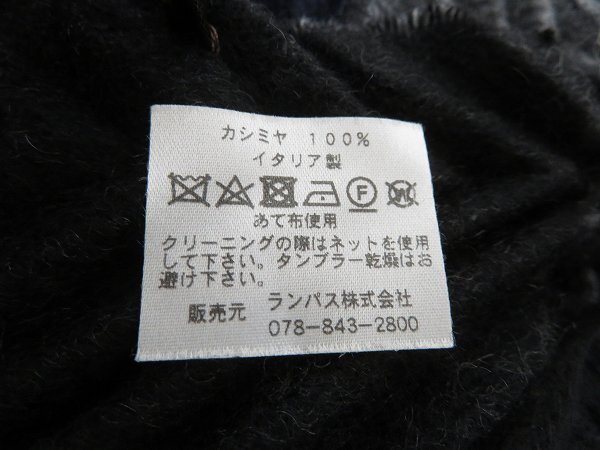 カシミヤ 100%
イタリア製
F W
あて布使用
クリーニングの際はネットを使用
して下さい。タンブラー乾燥はお
避け下さい。
販売元 ランパス株式会社
078-843-2800